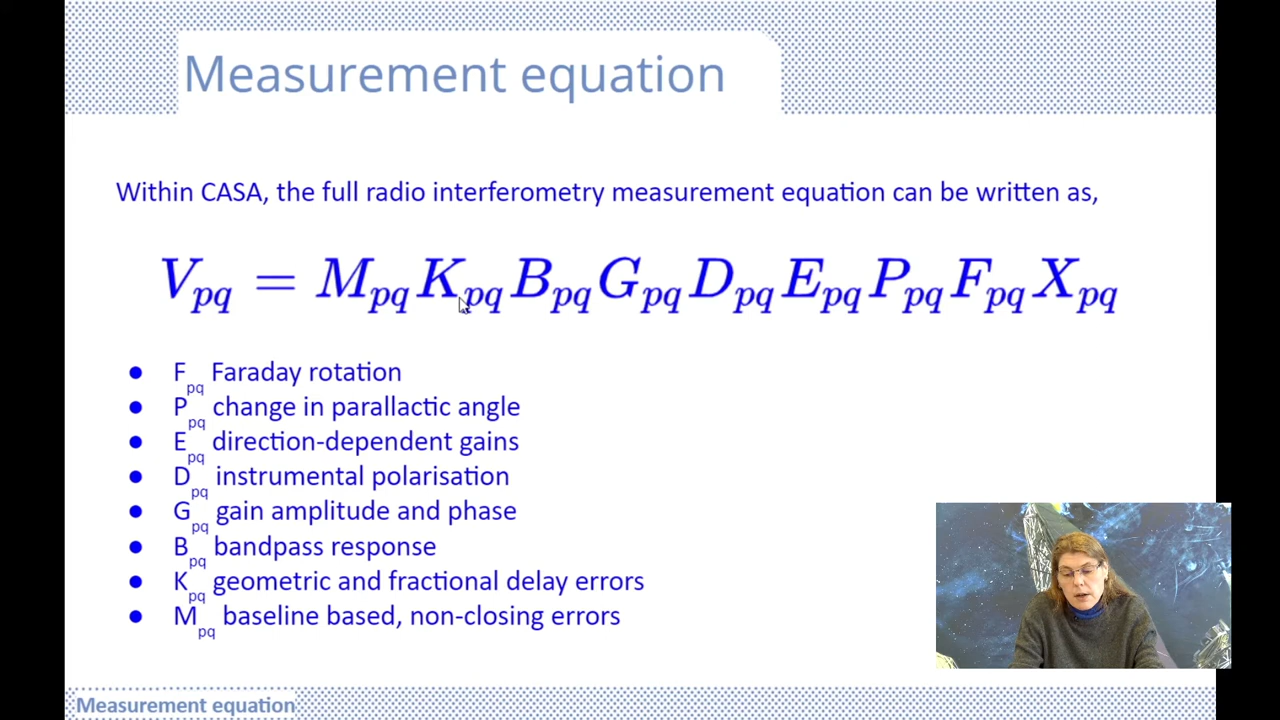 Measurement equation
Within CASA, the full radio interferometry measurement equation can be written as,
V_pq = M_pq K_pq B_pq G_pq D_pq E_pq P_pq F_pq X_pq
● F_pq Faraday rotation
● P_pq change in parallactic angle
● E_pq direction-dependent gains
● D_pq instrumental polarisation
● G_pq gain amplitude and phase
● B_pq bandpass response
● K_pq geometric and fractional delay errors
● M_pq baseline based, non-closing errors
Measurement equation